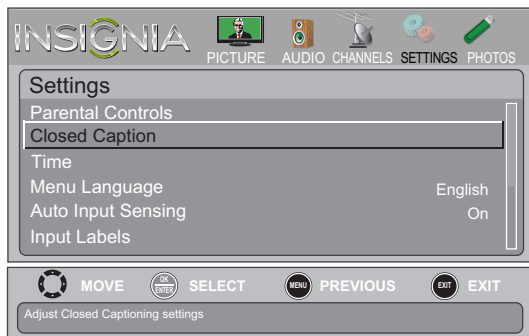 INSIGNIA
PICTURE AUDIO CHANNELS SETTINGS PHOTOS
Settings
Parental Controls
Closed Caption
Time
Menu Language English
Auto Input Sensing On
Input Labels
MOVE OK ENTER SELECT MENU PREVIOUS EXIT EXIT
Adjust Closed Captioning settings